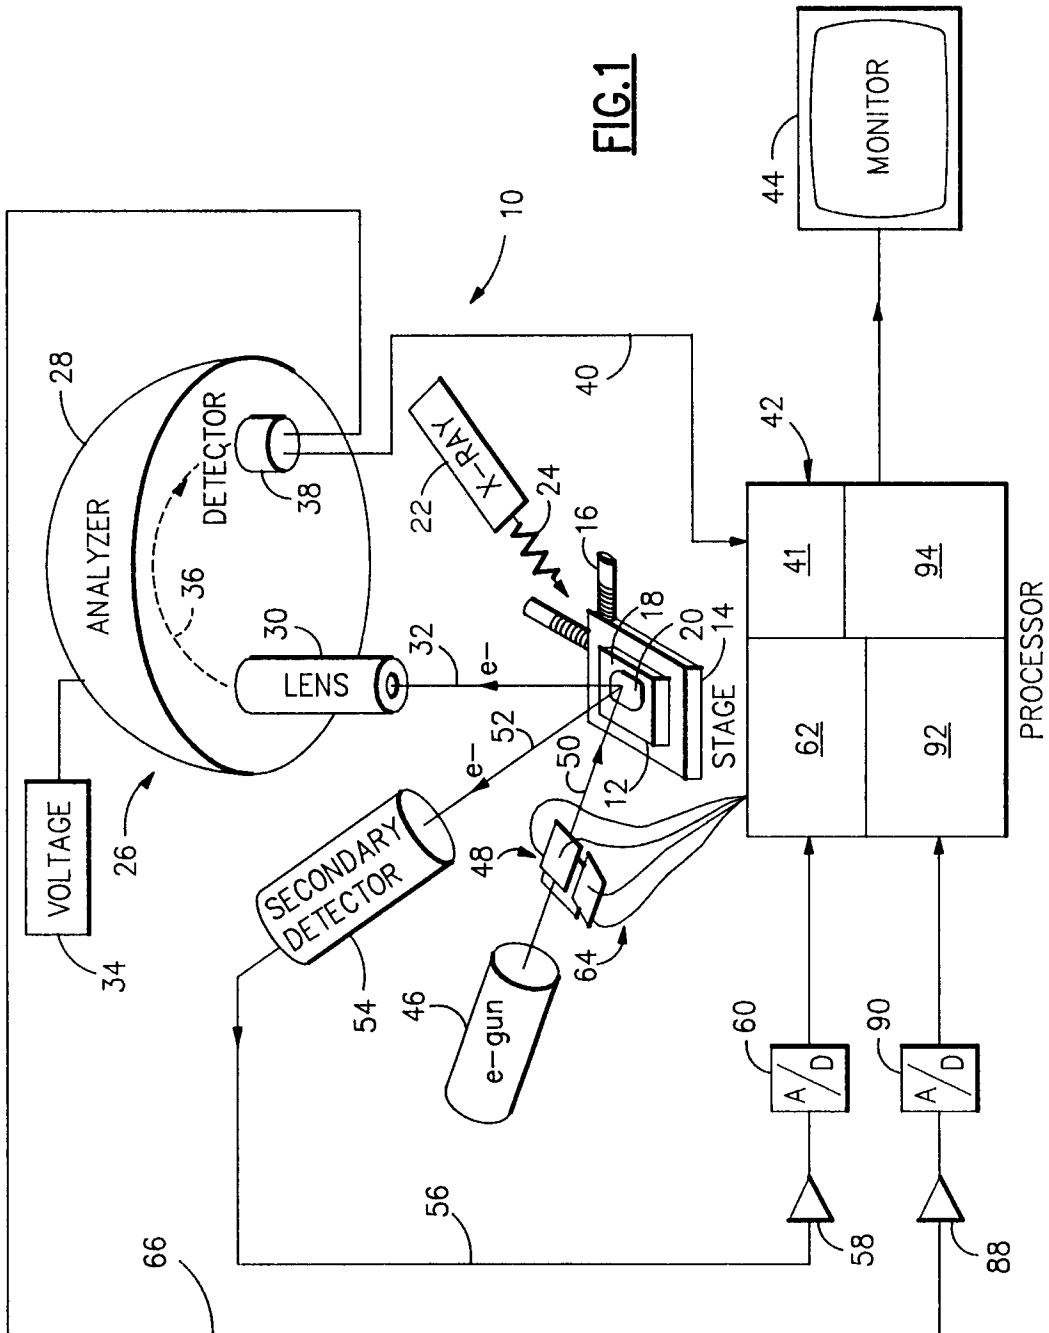 FIG.1
10
MONITOR
44
ANALYZER
28
DETECTOR
38
36
30
LENS
32
e-
26
VOLTAGE
34
X-RAY
22
24
16
18
20
14
12
STAGE
40
42
41
94
62
92
PROCESSOR
52
e-
50
SECONDARY
DETECTOR
54
48
64
46
e-gun
60
A/D
90
A/D
58
88
56
66